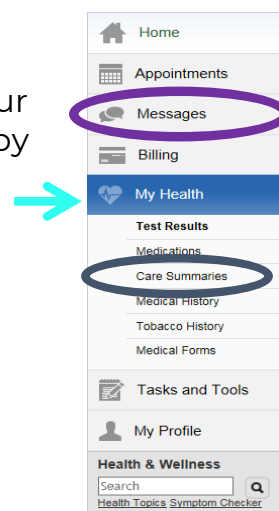 Home
Appointments
ur
Messages
by
Billing
My Health
Test Results
Medications
Care Summaries
Medical History
Tobacco History
Medical Forms
Tasks and Tools
My Profile
Health & Wellness
Search
Health Topics Symptom Checker